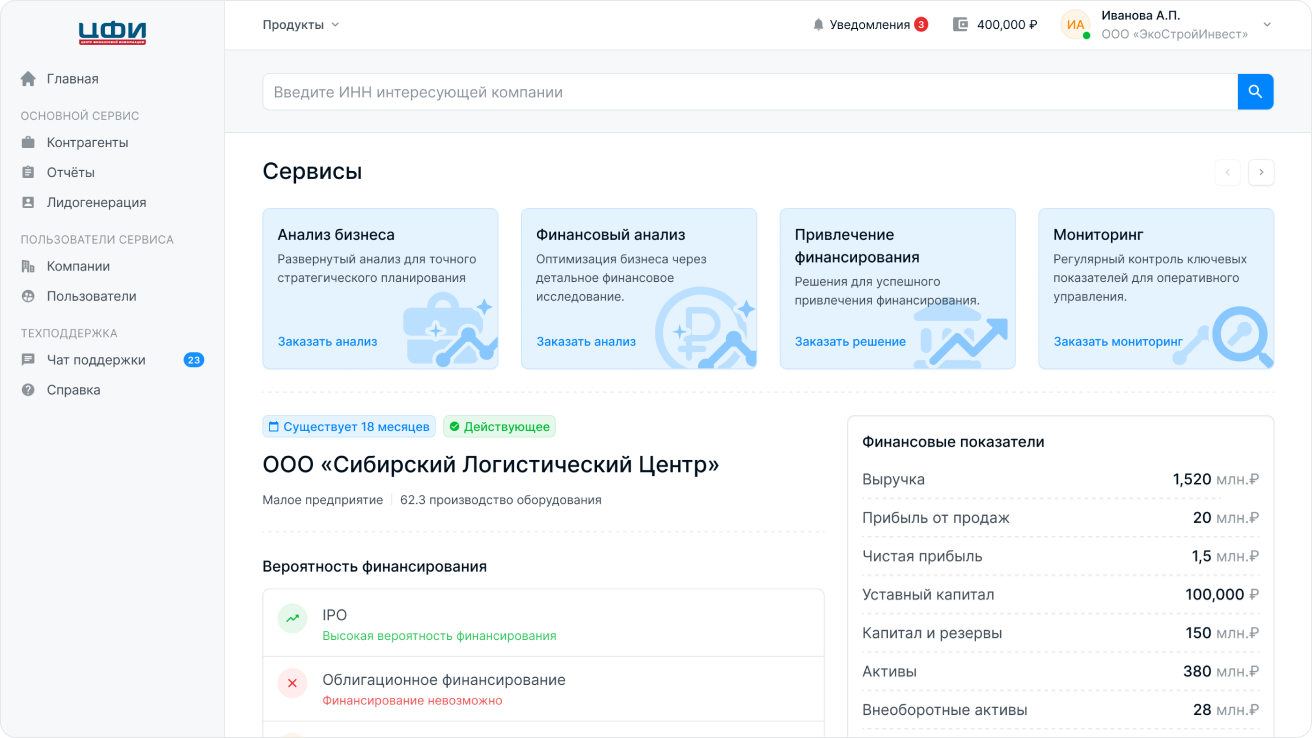 ЦФИ
ЦЕНТР ФИНАНСОВОЙ ИНФОРМАЦИИ
Главная
ОСНОВНОЙ СЕРВИС
Контрагенты
Отчёты
Лидогенерация
ПОЛЬЗОВАТЕЛИ СЕРВИСА
Компании
Пользователи
ТЕХПОДДЕРЖКА
Чат поддержки 23
Справка
Продукты
Уведомления 3
400,000 ₽
ИА
Иванова А.П.
ООО «ЭкоСтройИнвест»
Введите ИНН интересующей компании
Сервисы
Анализ бизнеса
Развернутый анализ для точного
стратегического планирования
Заказать анализ
Финансовый анализ
Оптимизация бизнеса через
детальное финансовое
исследование.
Заказать анализ
Привлечение
финансирования
Решения для успешного
привлечения финансирования.
Заказать решение
Мониторинг
Регулярный контроль ключевых
показателей для оперативного
управления.
Заказать мониторинг
Существует 18 месяцев
Действующее
ООО «Сибирский Логистический Центр»
Малое предприятие
62.3 производство оборудования
Вероятность финансирования
IPO
Высокая вероятность финансирования
Облигационное финансирование
Финансирование невозможно
Финансовые показатели
Выручка 1,520 млн.₽
Прибыль от продаж 20 млн.₽
Чистая прибыль 1,5 млн.₽
Уставный капитал 100,000 ₽
Капитал и резервы 150 млн.₽
Активы 380 млн.₽
Внеоборотные активы 28 млн.₽